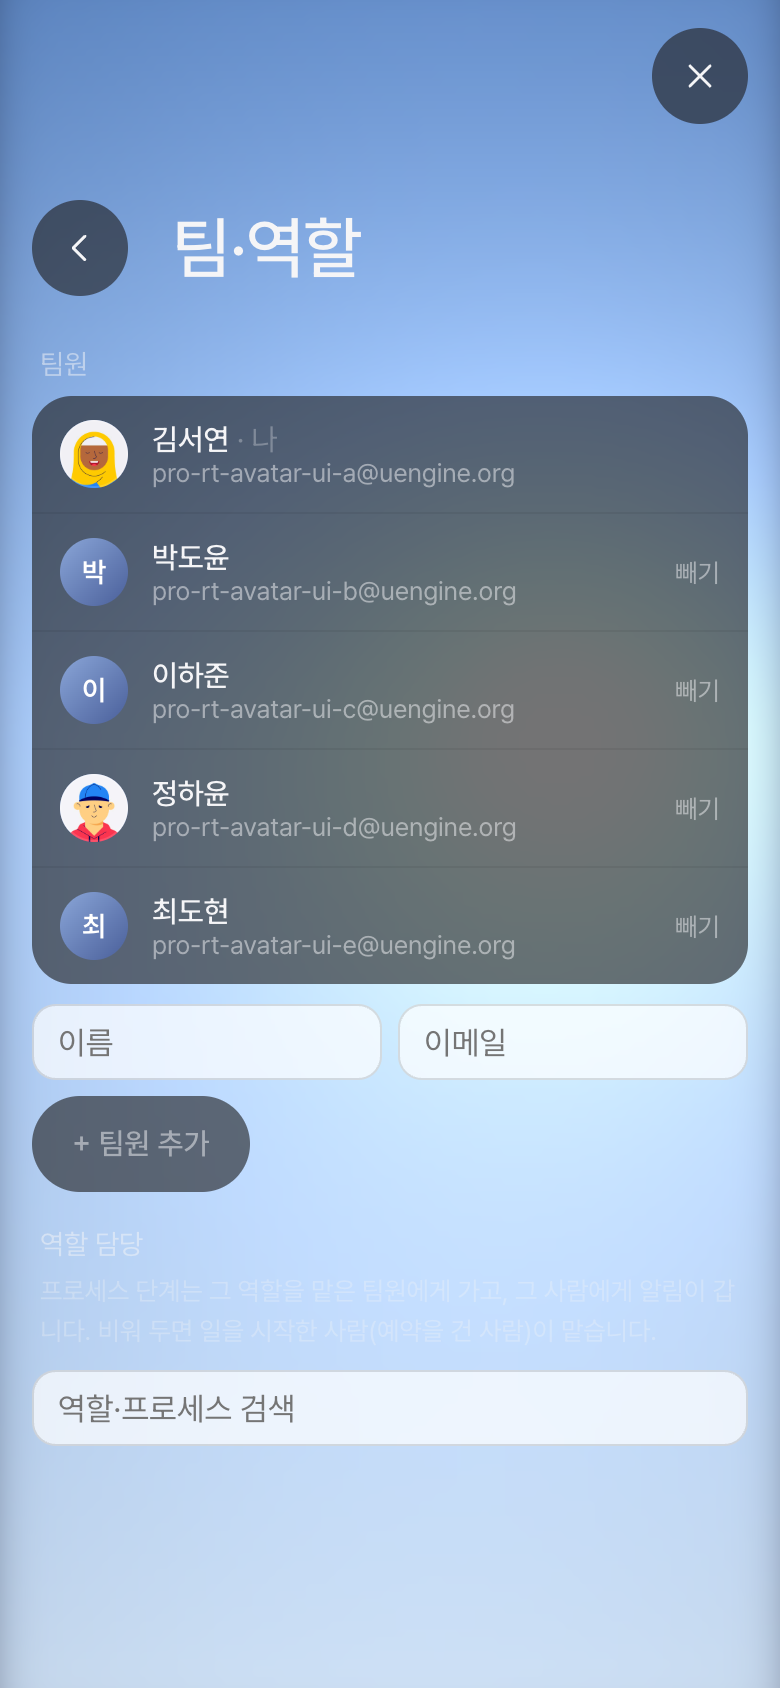 팀·역할
팀원
김서연 · 나
pro-rt-avatar-ui-a@uengine.org
박
박도윤
pro-rt-avatar-ui-b@uengine.org
빼기
이
이하준
pro-rt-avatar-ui-c@uengine.org
빼기
정하윤
pro-rt-avatar-ui-d@uengine.org
빼기
최
최도현
pro-rt-avatar-ui-e@uengine.org
빼기
이름
이메일
+ 팀원 추가
역할 담당
프로세스 단계는 그 역할을 맡은 팀원에게 가고, 그 사람에게 알림이 갑
니다. 비워 두면 일을 시작한 사람(예약을 건 사람)이 맡습니다.
역할·프로세스 검색